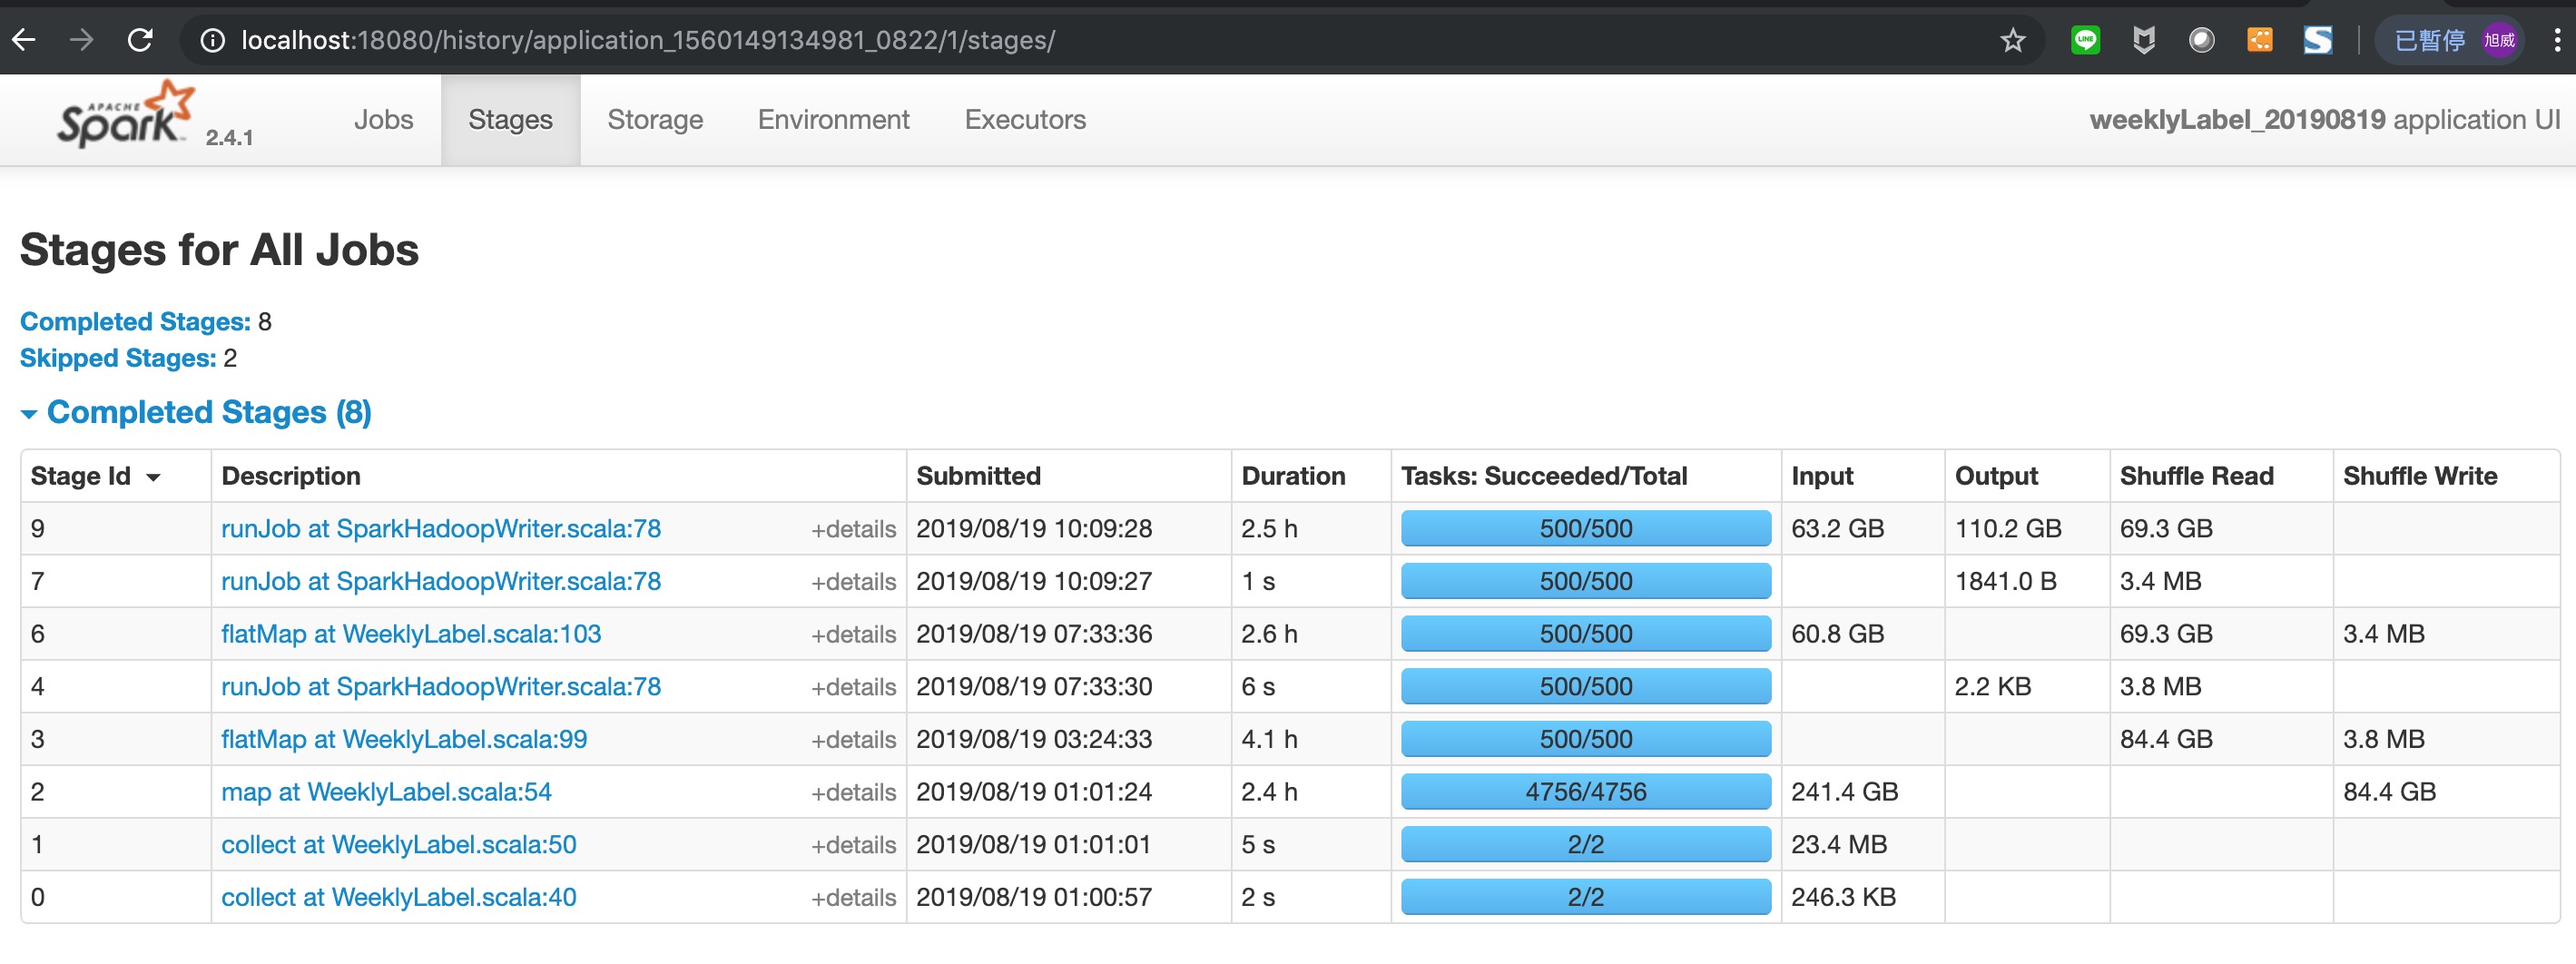 localhost:18080/history/application_1560149134981_0822/1/stages/
LINE
S
已暫停 旭威
APACHE Spark 2.4.1 Jobs Stages Storage Environment Executors weeklyLabel_20190819 application UI
Stages for All Jobs
Completed Stages: 8
Skipped Stages: 2
Completed Stages (8)
Stage Id Description Submitted Duration Tasks: Succeeded/Total Input Output Shuffle Read Shuffle Write
9 runJob at SparkHadoopWriter.scala:78 +details 2019/08/19 10:09:28 2.5 h 500/500 63.2 GB 110.2 GB 69.3 GB
7 runJob at SparkHadoopWriter.scala:78 +details 2019/08/19 10:09:27 1 s 500/500 1841.0 B 3.4 MB
6 flatMap at WeeklyLabel.scala:103 +details 2019/08/19 07:33:36 2.6 h 500/500 60.8 GB 69.3 GB 3.4 MB
4 runJob at SparkHadoopWriter.scala:78 +details 2019/08/19 07:33:30 6 s 500/500 2.2 KB 3.8 MB
3 flatMap at WeeklyLabel.scala:99 +details 2019/08/19 03:24:33 4.1 h 500/500 84.4 GB 3.8 MB
2 map at WeeklyLabel.scala:54 +details 2019/08/19 01:01:24 2.4 h 4756/4756 241.4 GB 84.4 GB
1 collect at WeeklyLabel.scala:50 +details 2019/08/19 01:01:01 5 s 2/2 23.4 MB
0 collect at WeeklyLabel.scala:40 +details 2019/08/19 01:00:57 2 s 2/2 246.3 KB